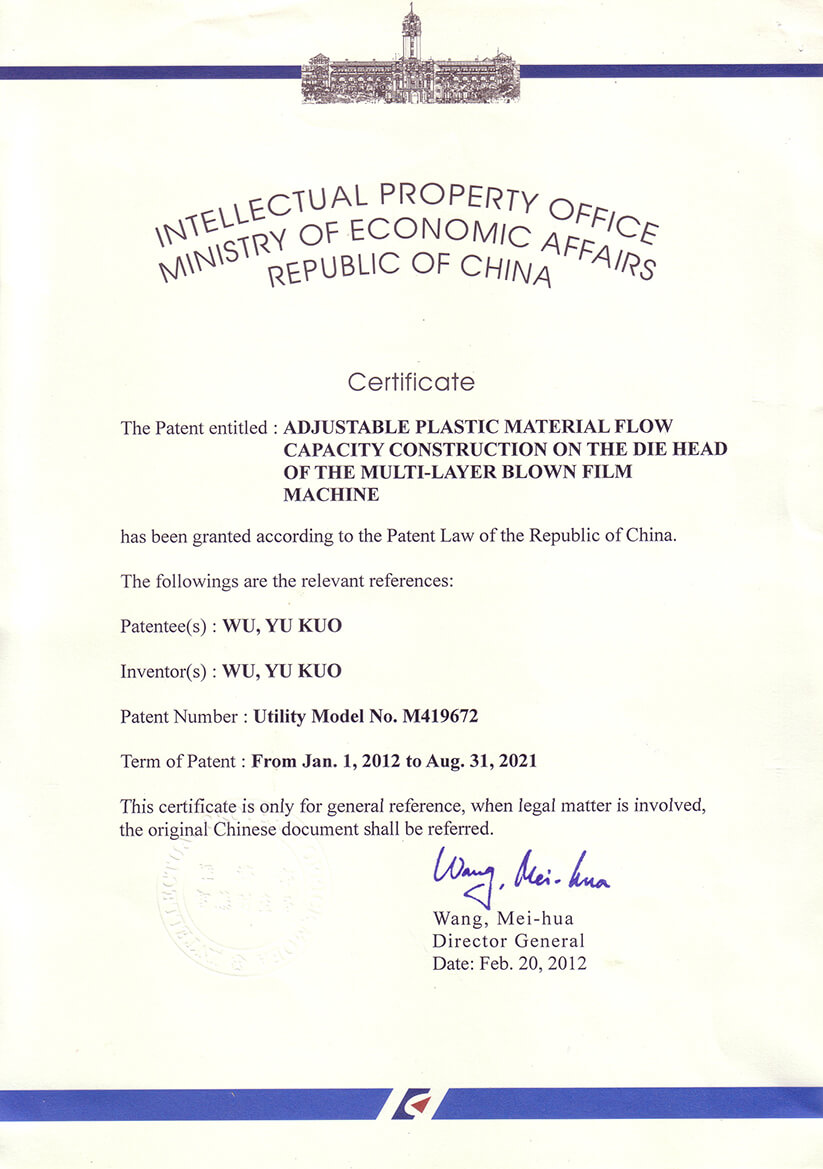 INTELLECTUAL PROPERTY OFFICE
MINISTRY OF ECONOMIC AFFAIRS
REPUBLIC OF CHINA
Certificate
The Patent entitled : ADJUSTABLE PLASTIC MATERIAL FLOW
CAPACITY CONSTRUCTION ON THE DIE HEAD
OF THE MULTI-LAYER BLOWN FILM
MACHINE
has been granted according to the Patent Law of the Republic of China.
The followings are the relevant references:
Patentee(s) : WU, YU KUO
Inventor(s) : WU, YU KUO
Patent Number : Utility Model No. M419672
Term of Patent : From Jan. 1, 2012 to Aug. 31, 2021
This certificate is only for general reference, when legal matter is involved,
the original Chinese document shall be referred.
Wang, Mei-hua
Wang, Mei-hua
Director General
Date: Feb. 20, 2012